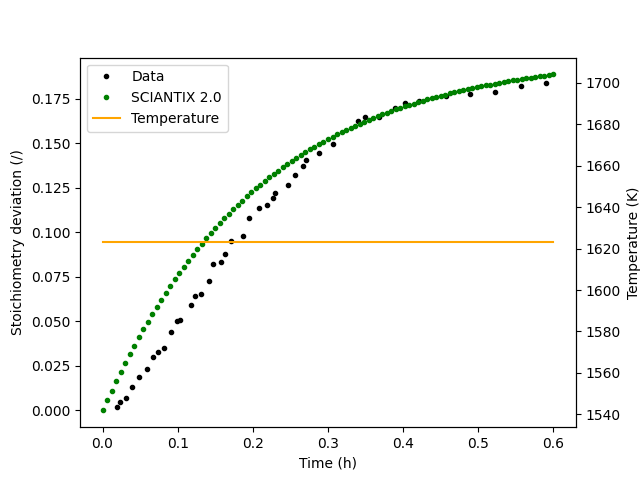 Data
SCIANTIX 2.0
Temperature
Stoichiometry deviation (/)
0.175
0.150
0.125
0.100
0.075
0.050
0.025
0.000
1700
1680
1660
1640
1620
1600
1580
1560
1540
Temperature (K)
0.0 0.1 0.2 0.3 0.4 0.5 0.6
Time (h)